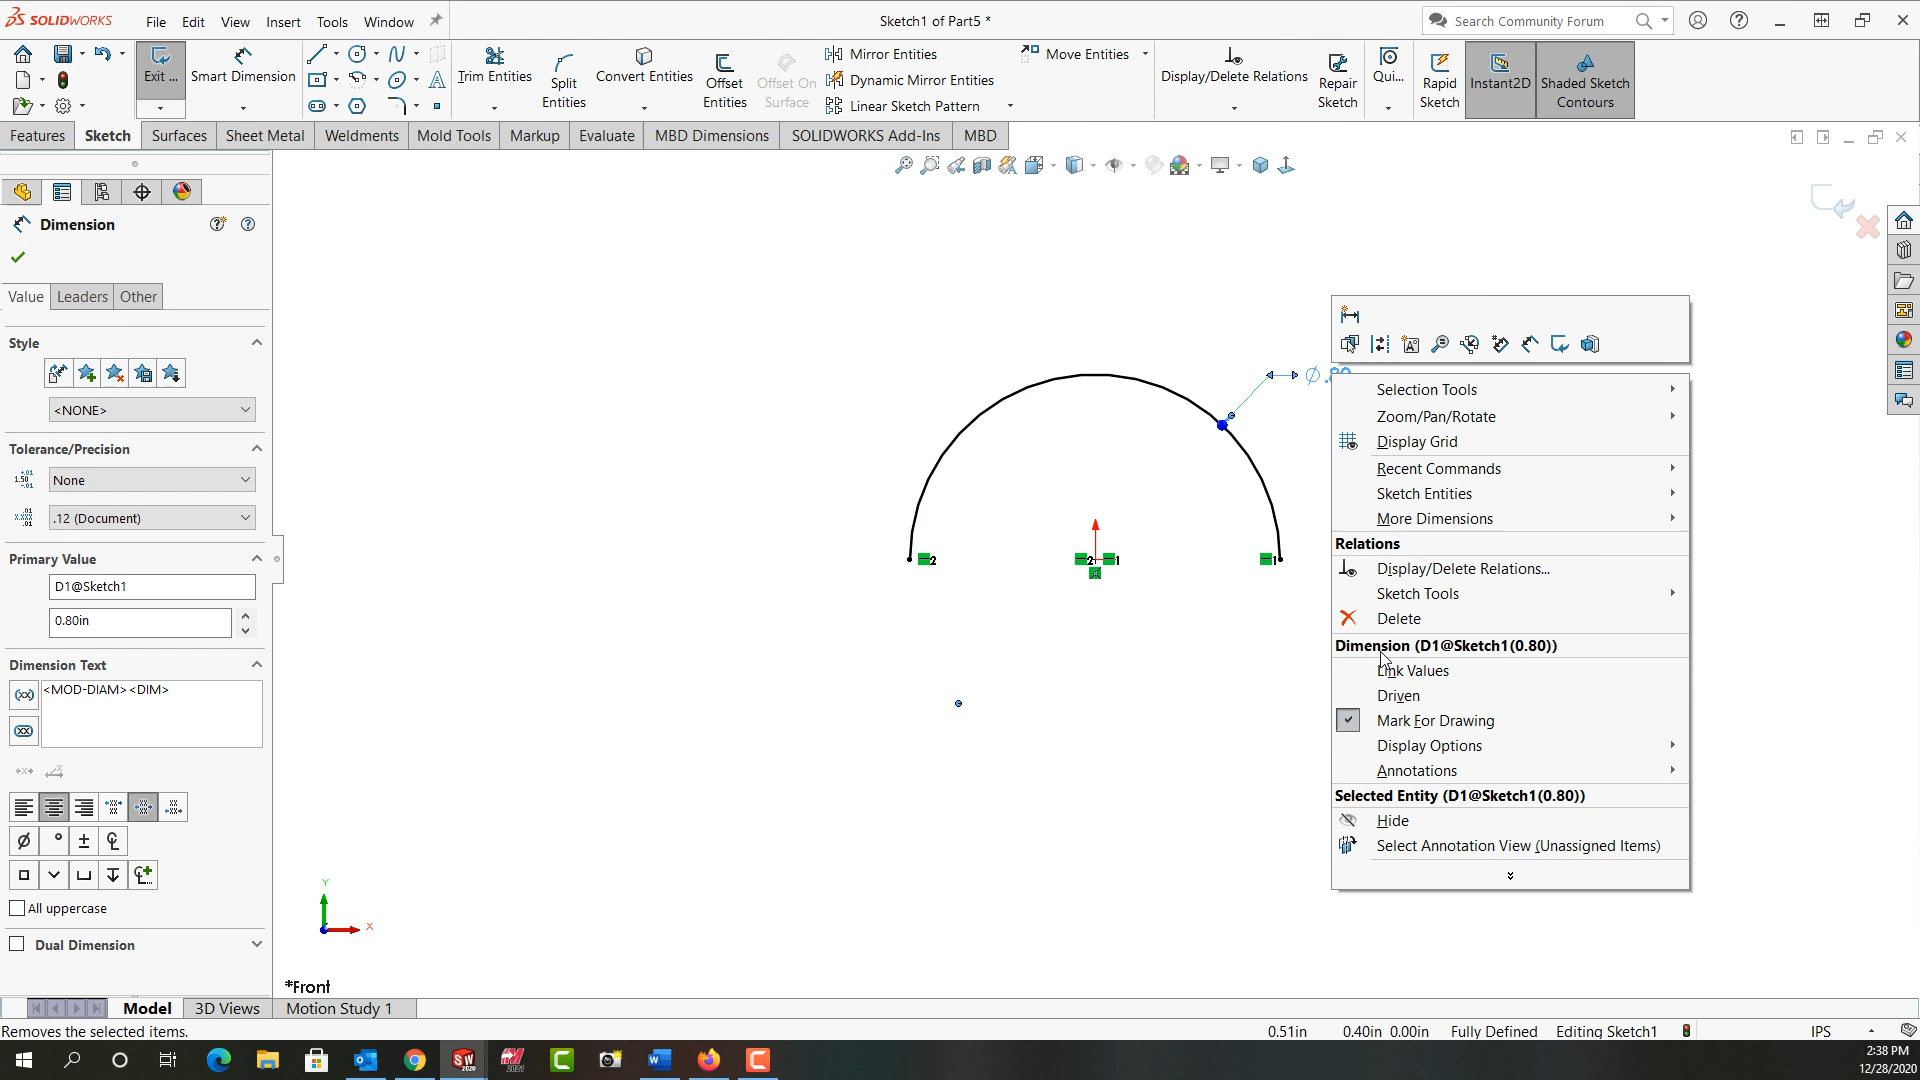 SOLIDWORKS File Edit View Insert Tools Window Sketch1 of Part5 * Search Community Forum
Exit ... Smart Dimension Trim Entities Split Entities Convert Entities Offset Entities Offset On Surface Mirror Entities Dynamic Mirror Entities Linear Sketch Pattern Move Entities Display/Delete Relations Repair Sketch Qui... Rapid Sketch Instant2D Shaded Sketch Contours
Features Sketch Surfaces Sheet Metal Weldments Mold Tools Markup Evaluate MBD Dimensions SOLIDWORKS Add-Ins MBD
Dimension
Value Leaders Other
Style
<NONE>
Tolerance/Precision
None
.12 (Document)
Primary Value
D1@Sketch1
0.80in
Dimension Text
<MOD-DIAM><DIM>
All uppercase
Dual Dimension
2 2 1 1
Y
X
*Front
Selection Tools
Zoom/Pan/Rotate
Display Grid
Recent Commands
Sketch Entities
More Dimensions
Relations
Display/Delete Relations...
Sketch Tools
Delete
Dimension (D1@Sketch1(0.80))
Link Values
Driven
Mark For Drawing
Display Options
Annotations
Selected Entity (D1@Sketch1(0.80))
Hide
Select Annotation View (Unassigned Items)
Model 3D Views Motion Study 1
Removes the selected items. 0.51in 0.40in 0.00in Fully Defined Editing Sketch1 IPS
2:38 PM
12/28/2020